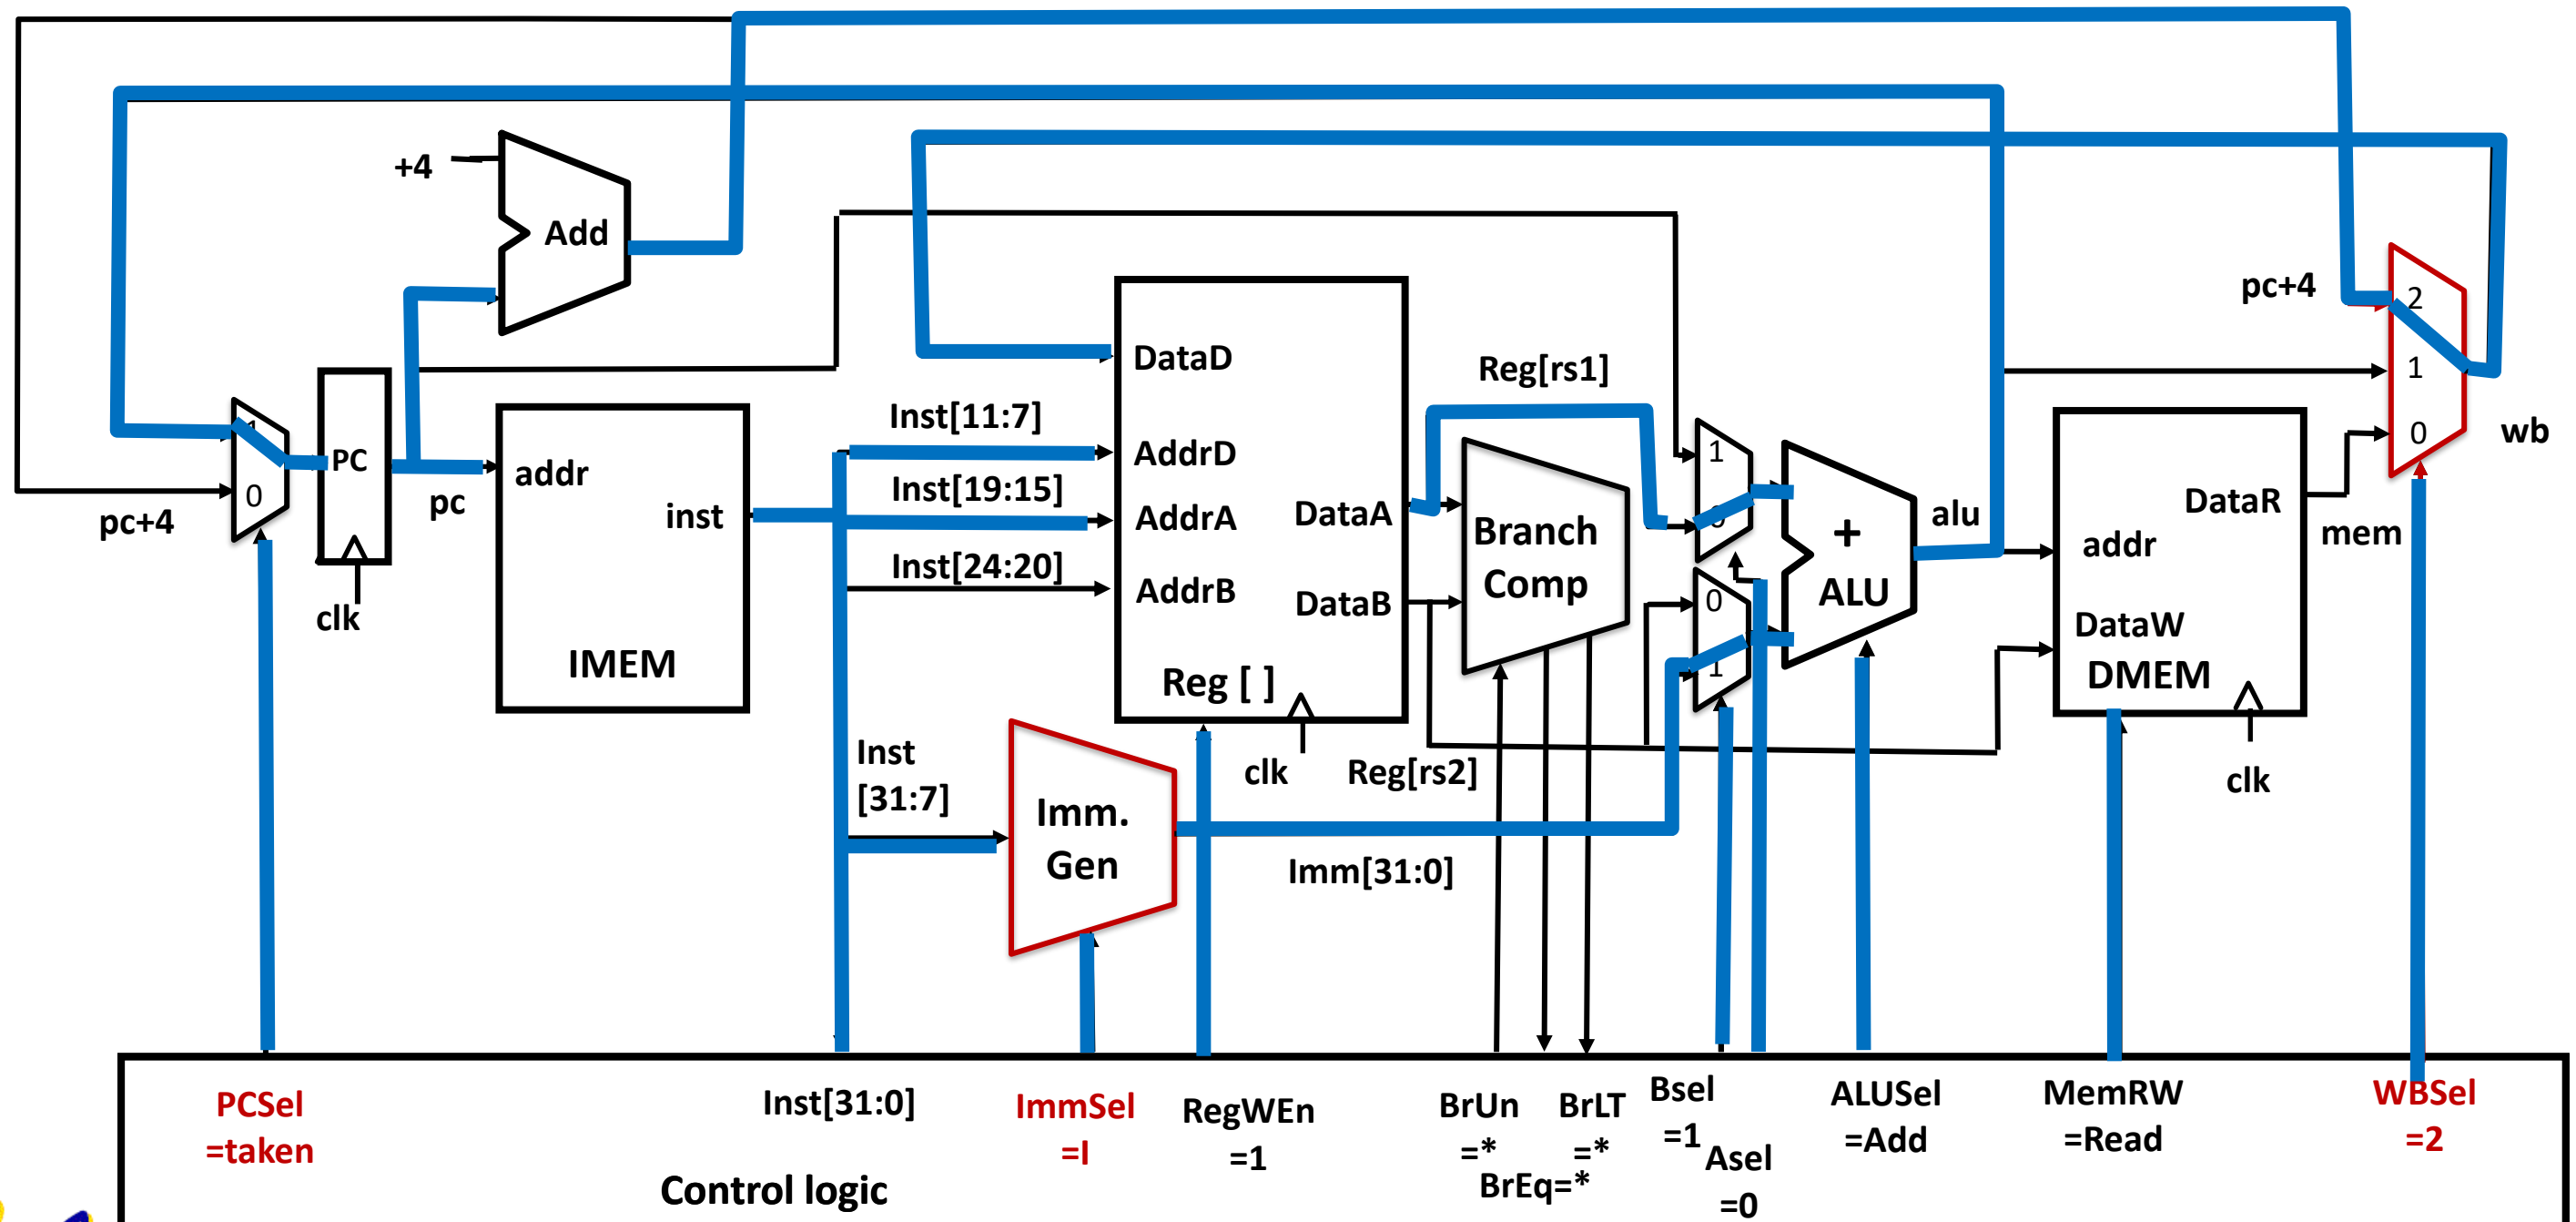 +4
Add
pc+4
2
1
0
wb
DataD
Reg[rs1]
Inst[11:7]
PC
addr
pc
inst
AddrD
Inst[19:15]
AddrA
DataA
Inst[24:20]
AddrB
DataB
Branch
Comp
1
0
alu
+
ALU
0
1
DataR
mem
addr
DataW
DMEM
1
0
pc+4
clk
IMEM
Reg [ ]
clk
Reg[rs2]
clk
Inst
[31:7]
Imm.
Gen
Imm[31:0]
PCSel
=taken
Inst[31:0]
ImmSel
=I
RegWEn
=1
BrUn
=*
BrLT
=*
BrEq=*
Bsel
=1
Asel
=0
ALUSel
=Add
MemRW
=Read
WBSel
=2
Control logic